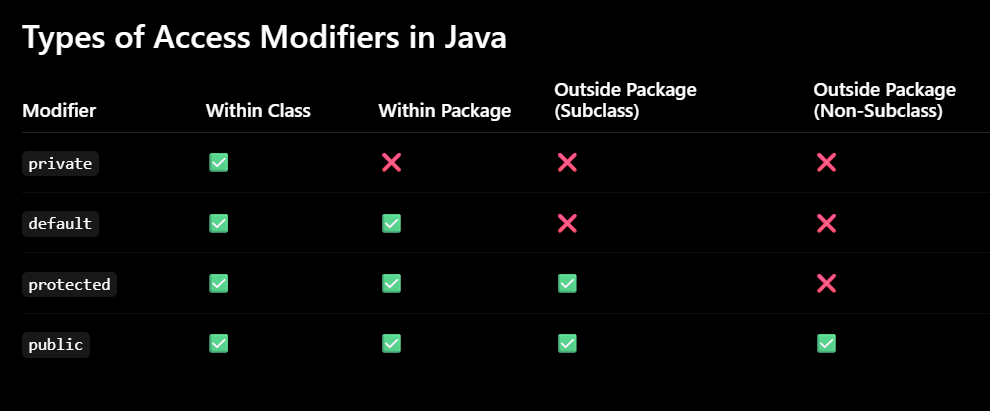 Types of Access Modifiers in Java
Modifier Within Class Within Package Outside Package (Subclass) Outside Package (Non-Subclass)
private ✅ ❌ ❌ ❌
default ✅ ✅ ❌ ❌
protected ✅ ✅ ✅ ❌
public ✅ ✅ ✅ ✅